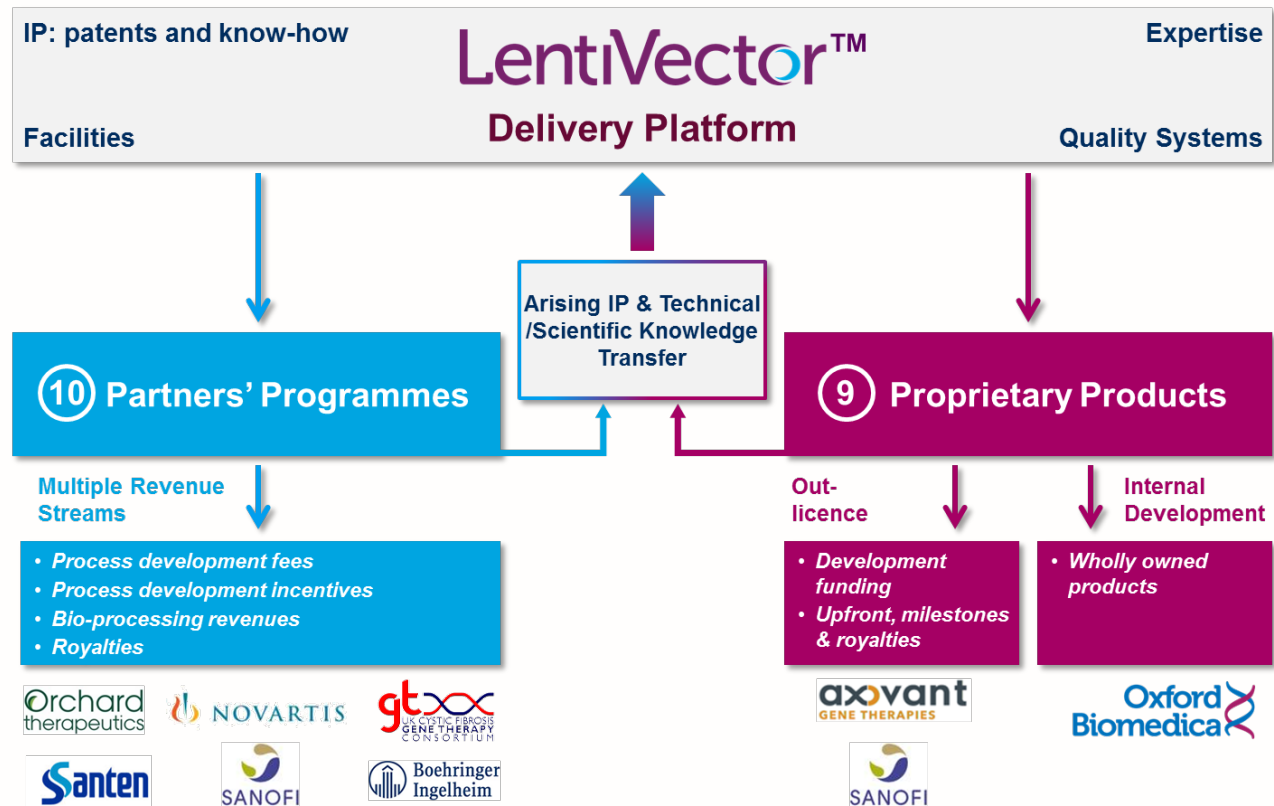 IP: patents and know-how
LentiVector™
Expertise
Facilities
Delivery Platform
Quality Systems
Arising IP & Technical
/Scientific Knowledge
Transfer
10 Partners’ Programmes
9 Proprietary Products
Multiple Revenue
Streams
Out-
licence
Internal
Development
• Process development fees
• Process development incentives
• Bio-processing revenues
• Royalties
• Development
funding
• Upfront, milestones
& royalties
• Wholly owned
products
Orchard
therapeutics
NOVARTIS
gt
UK CYSTIC FIBROSIS
GENE THERAPY
CONSORTIUM
Santen
SANOFI
Boehringer
Ingelheim
axovant
GENE THERAPIES
SANOFI
Oxford
Biomedica